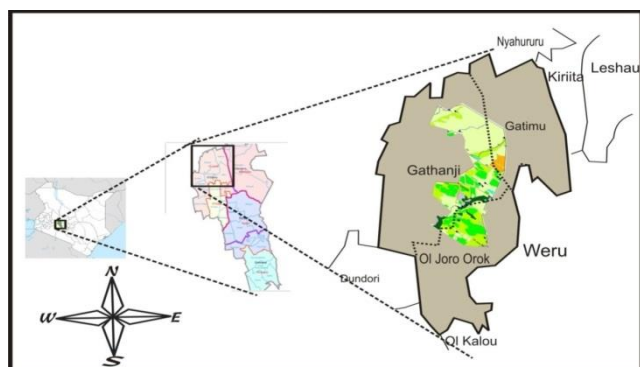 Nyahururu
Kiriita
Leshau
Gatimu
Gathanji
Weru
Ol Joro Orok
Dundori
Ol Kalou
N
W
E
S